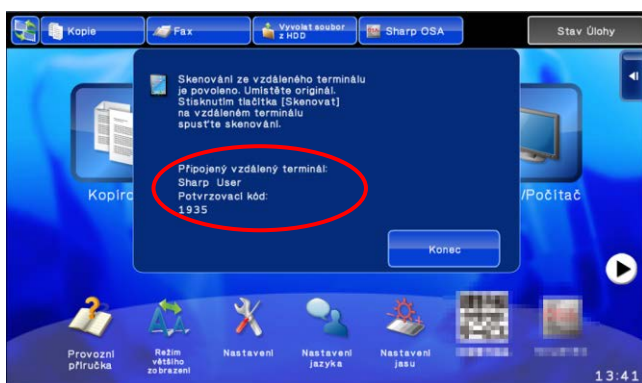 Kopie
Fax
Vyvolat soubor
z HDD
Sharp OSA
Stav Úlohy
Skenování ze vzdáleného terminálu
je povoleno. Umístěte originál.
Stisknutím tlačítka [Skenovat]
na vzdáleném terminálu
spusťte skenování.
Připojený vzdálený terminál:
Sharp User
Potvrzovací kód:
1935
Konec
Kopíro
/Počítač
Provozní
příručka
Režim
většího
zobrazení
Nastavení
Nastavení
jazyka
Nastavení
jasu
13:41